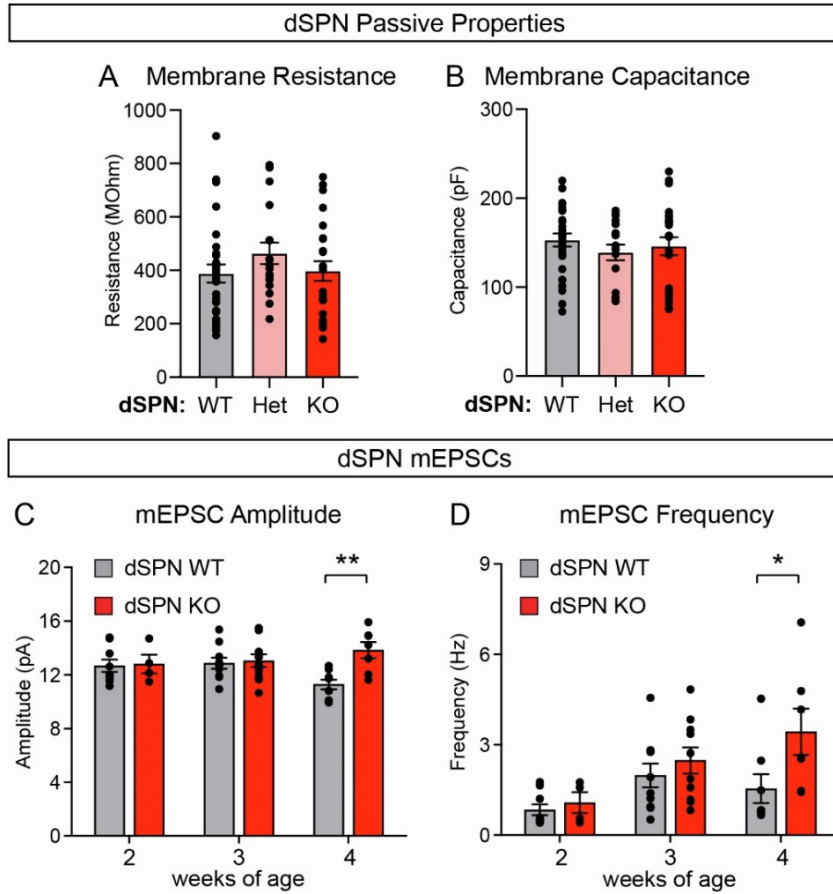 dSPN Passive Properties
A Membrane Resistance
Resistance (MOhm)
1000
800
600
400
200
0
dSPN: WT Het KO
B Membrane Capacitance
Capacitance (pF)
300
200
100
0
dSPN: WT Het KO
dSPN mEPSCs
C mEPSC Amplitude
dSPN WT
dSPN KO
**
Amplitude (pA)
20
16
12
8
4
0
2 3 4
weeks of age
D mEPSC Frequency
dSPN WT
dSPN KO
*
Frequency (Hz)
9
6
3
0
2 3 4
weeks of age